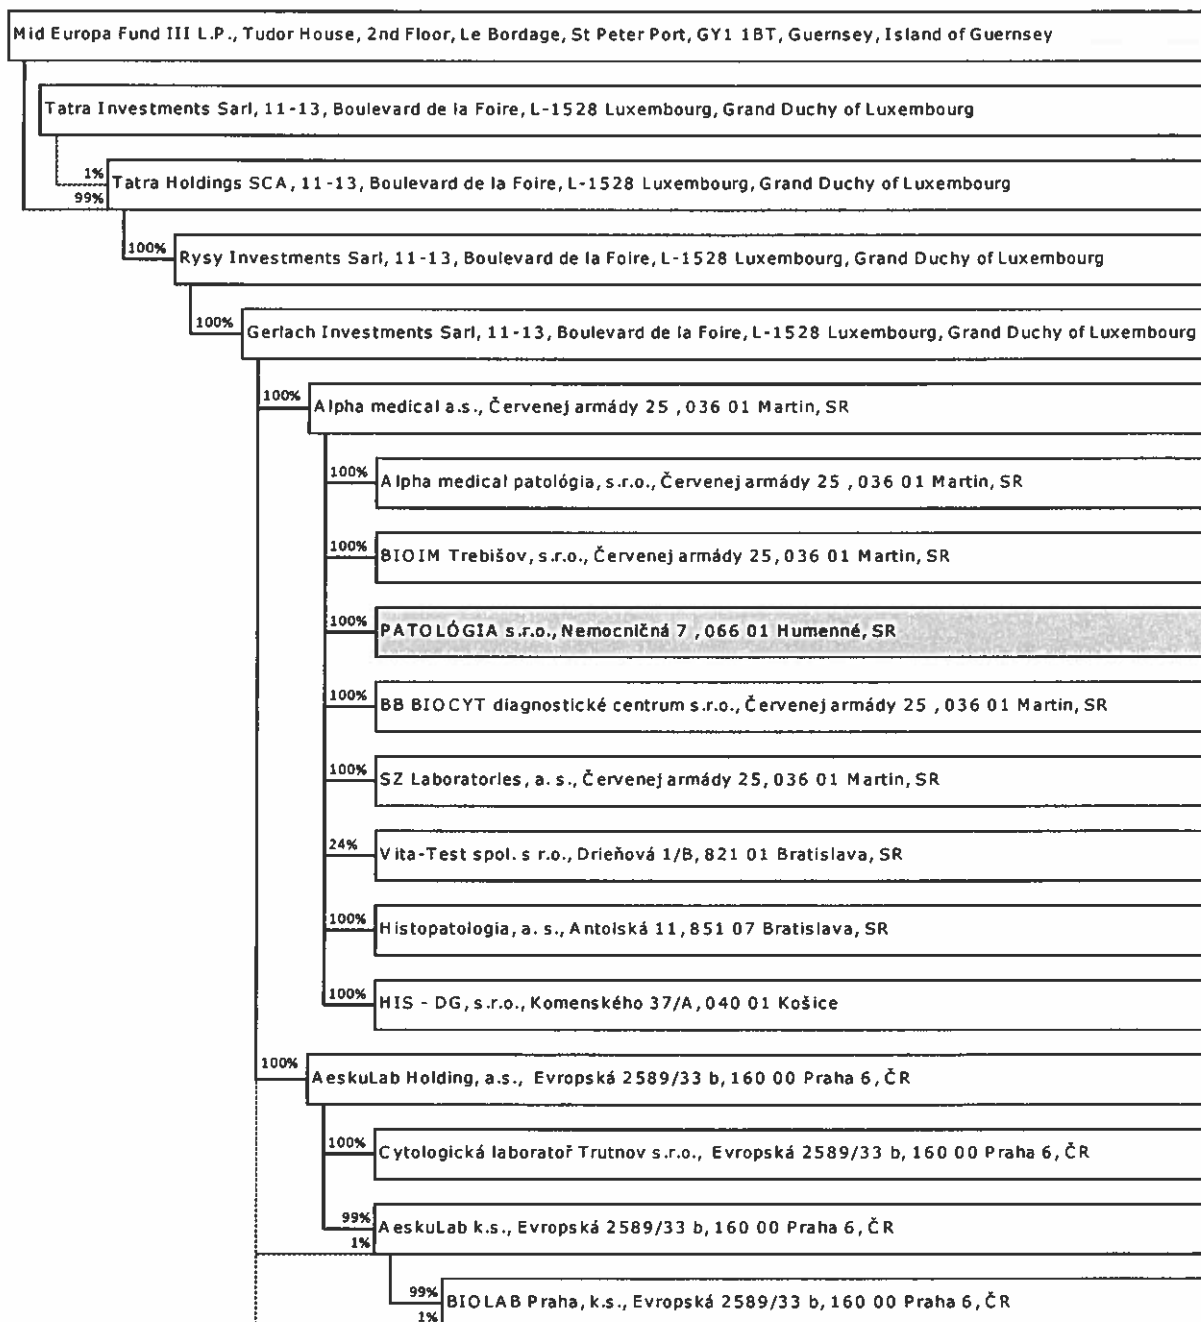 Mid Europa Fund III L.P., Tudor House, 2nd Floor, Le Bordage, St Peter Port, GY1 1BT, Guernsey, Island of Guernsey
Tatra Investments Sarl, 11-13, Boulevard de la Foire, L-1528 Luxembourg, Grand Duchy of Luxembourg
1%
Tatra Holdings SCA, 11-13, Boulevard de la Foire, L-1528 Luxembourg, Grand Duchy of Luxembourg
99%
100%
Rysy Investments Sarl, 11-13, Boulevard de la Foire, L-1528 Luxembourg, Grand Duchy of Luxembourg
100%
Gerlach Investments Sarl, 11-13, Boulevard de la Foire, L-1528 Luxembourg, Grand Duchy of Luxembourg
100%
Alpha medical a.s., Červenej armády 25 , 036 01 Martin, SR
100%
Alpha medical patológia, s.r.o., Červenej armády 25 , 036 01 Martin, SR
100%
BIOIM Trebišov, s.r.o., Červenej armády 25, 036 01 Martin, SR
100%
PATOLÓGIA s.r.o., Nemocničná 7 , 066 01 Humenné, SR
100%
BB BIOCYT diagnostické centrum s.r.o., Červenej armády 25 , 036 01 Martin, SR
100%
SZ Laboratories, a. s., Červenej armády 25, 036 01 Martin, SR
24%
Vita-Test spol. s r.o., Drieňová 1/B, 821 01 Bratislava, SR
100%
Histopatologia, a. s., Antolská 11, 851 07 Bratislava, SR
100%
HIS - DG, s.r.o., Komenského 37/A, 040 01 Košice
100%
AeskuLab Holding, a.s., Evropská 2589/33 b, 160 00 Praha 6, ČR
100%
Cytologická laboratoř Trutnov s.r.o., Evropská 2589/33 b, 160 00 Praha 6, ČR
99%
AeskuLab k.s., Evropská 2589/33 b, 160 00 Praha 6, ČR
1%
99%
BIOLAB Praha, k.s., Evropská 2589/33 b, 160 00 Praha 6, ČR
1%